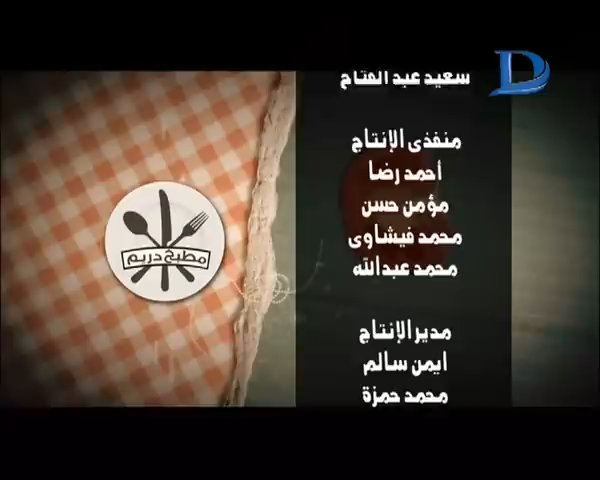 سعيد عبد الفتاح
منفذى الإنتاج
أحمد رضا
مؤمن حسن
محمد فيشاوى
محمد عبدالله
مدير الإنتاج
ايمن سالم
محمد حمزة
مطبخ دريم
D